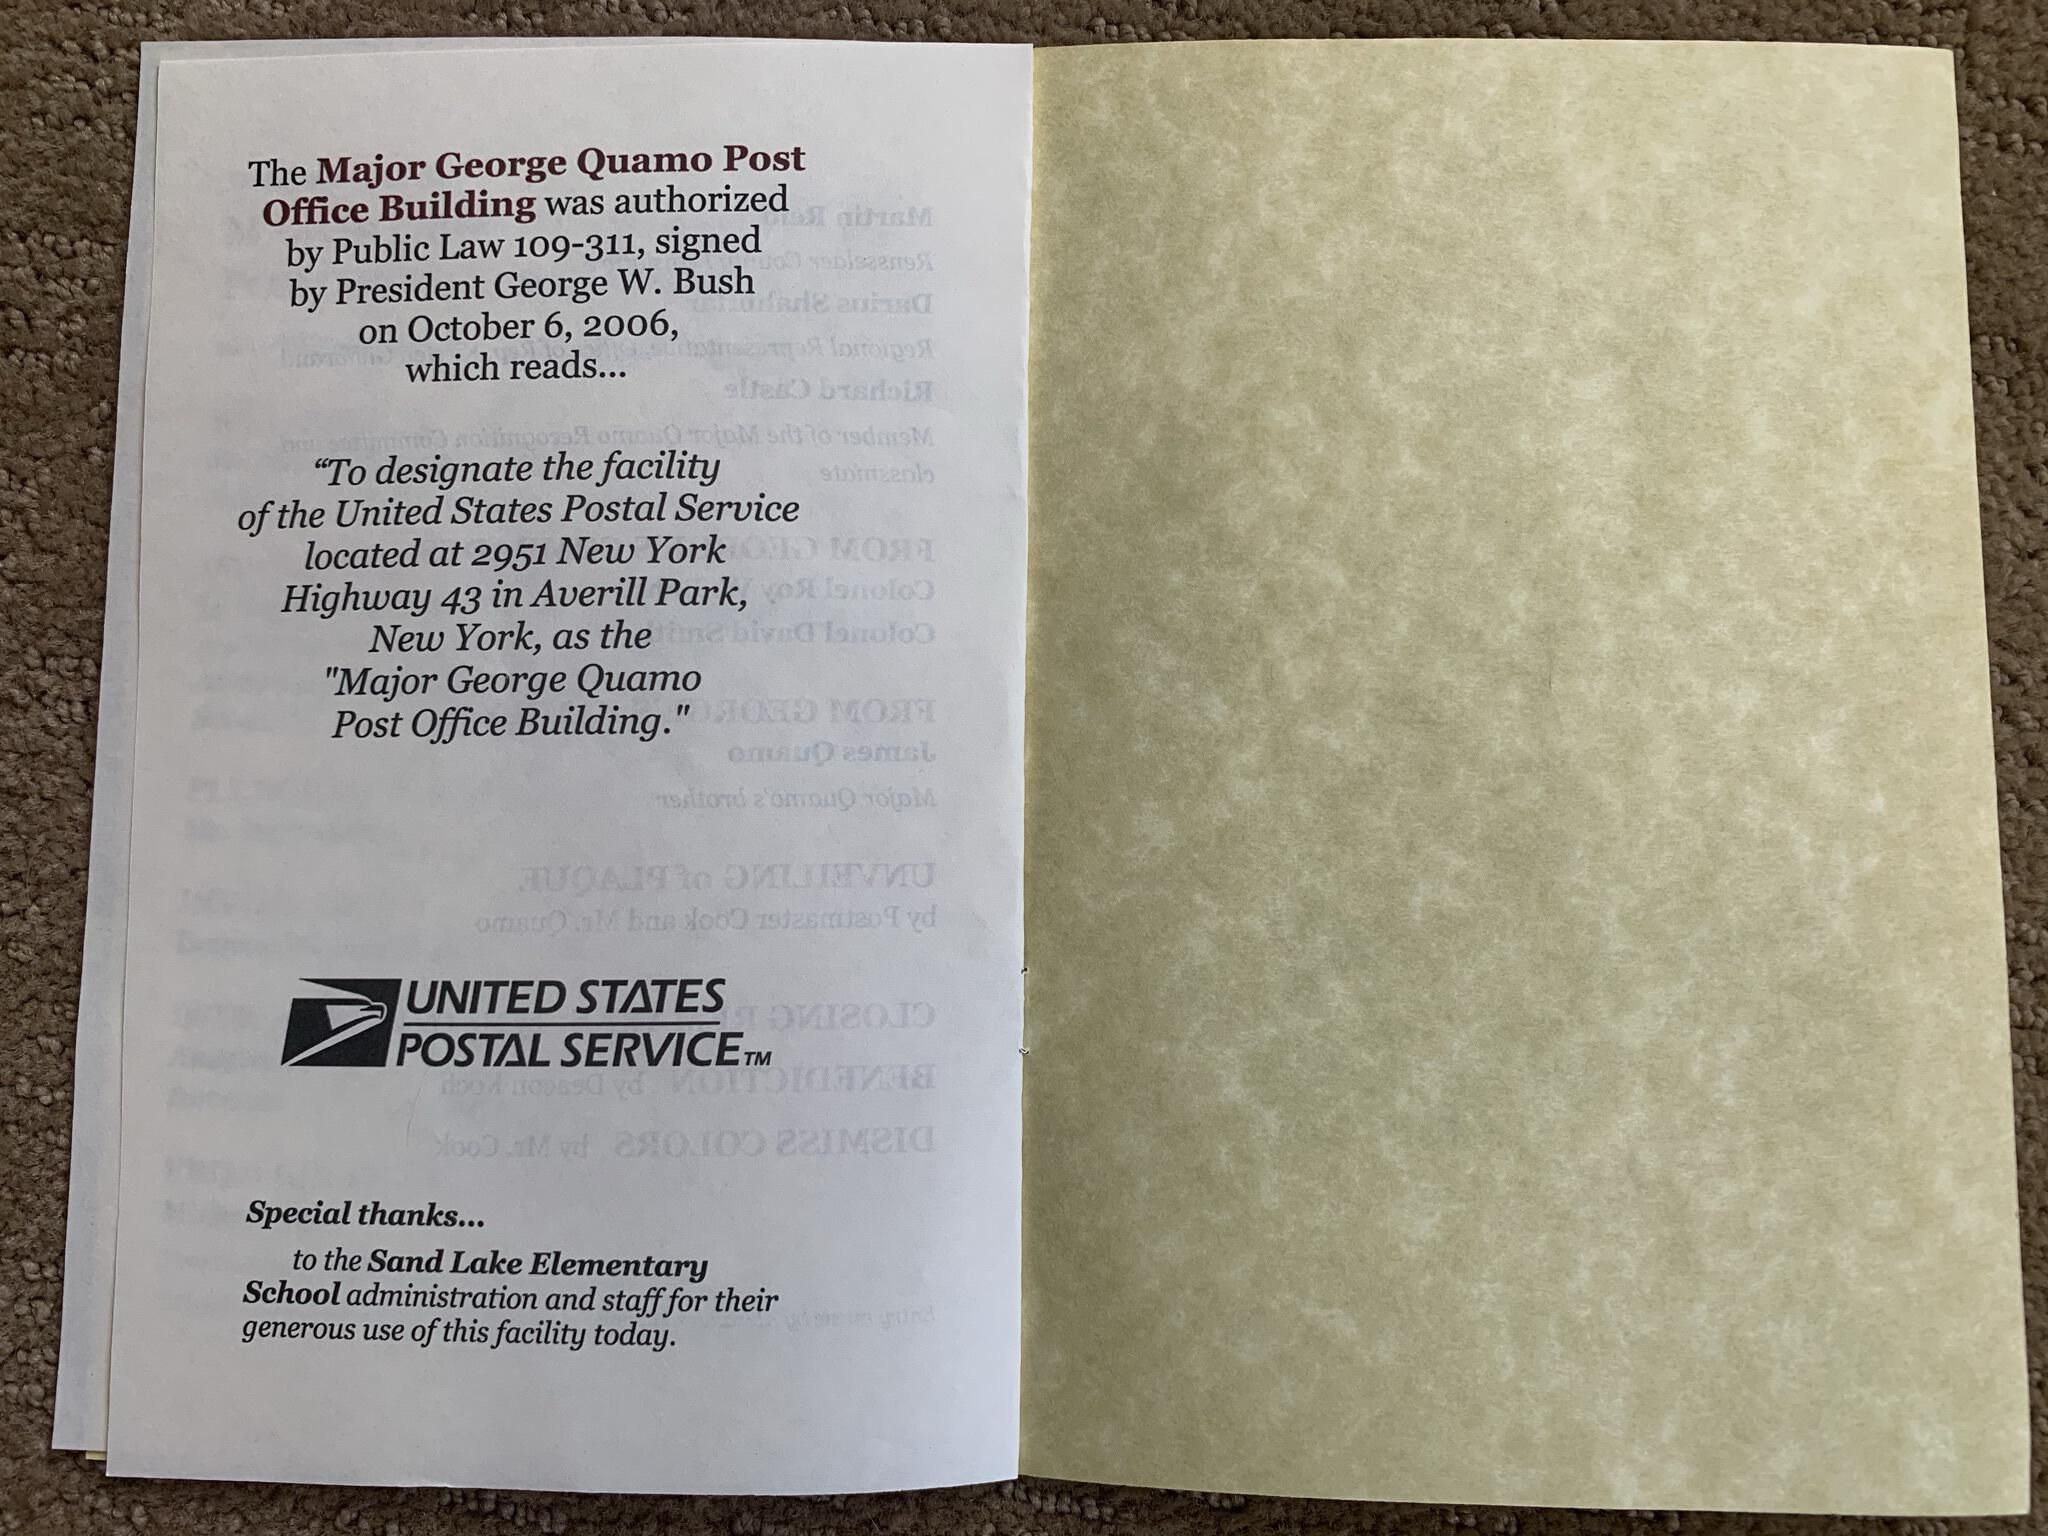 The Major George Quamo Post
Office Building was authorized
by Public Law 109-311, signed
by President George W. Bush
on October 6, 2006,
which reads...
“To designate the facility
of the United States Postal Service
located at 2951 New York
Highway 43 in Averill Park,
New York, as the
"Major George Quamo
Post Office Building."
UNITED STATES
POSTAL SERVICE™
Special thanks...
to the Sand Lake Elementary
School administration and staff for their
generous use of this facility today.